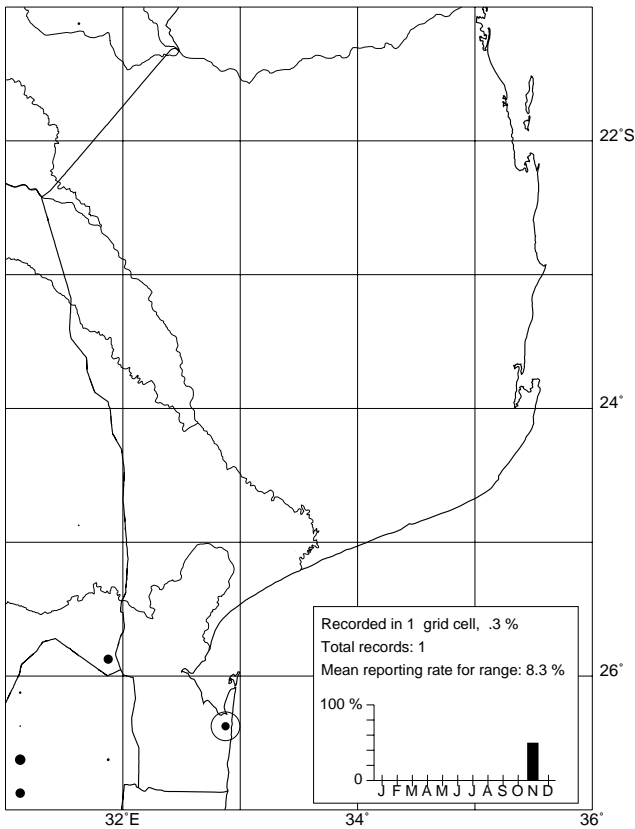 22°S
24°
Recorded in 1 grid cell, .3 %
Total records: 1
Mean reporting rate for range: 8.3 %
26°
100 %
0
J F M A M J J A S O N D
32°E 34° 36°